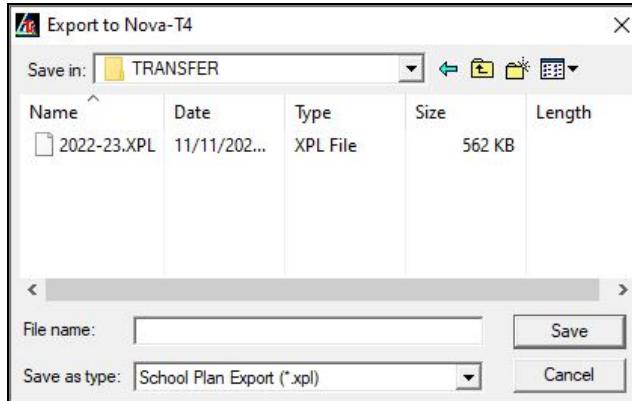 Export to Nova-T4
Save in: TRANSFER
Name Date Type Size Length
2022-23.XPL 11/11/202... XPL File 562 KB
File name: Save
Save as type: School Plan Export (*.xpl) Cancel